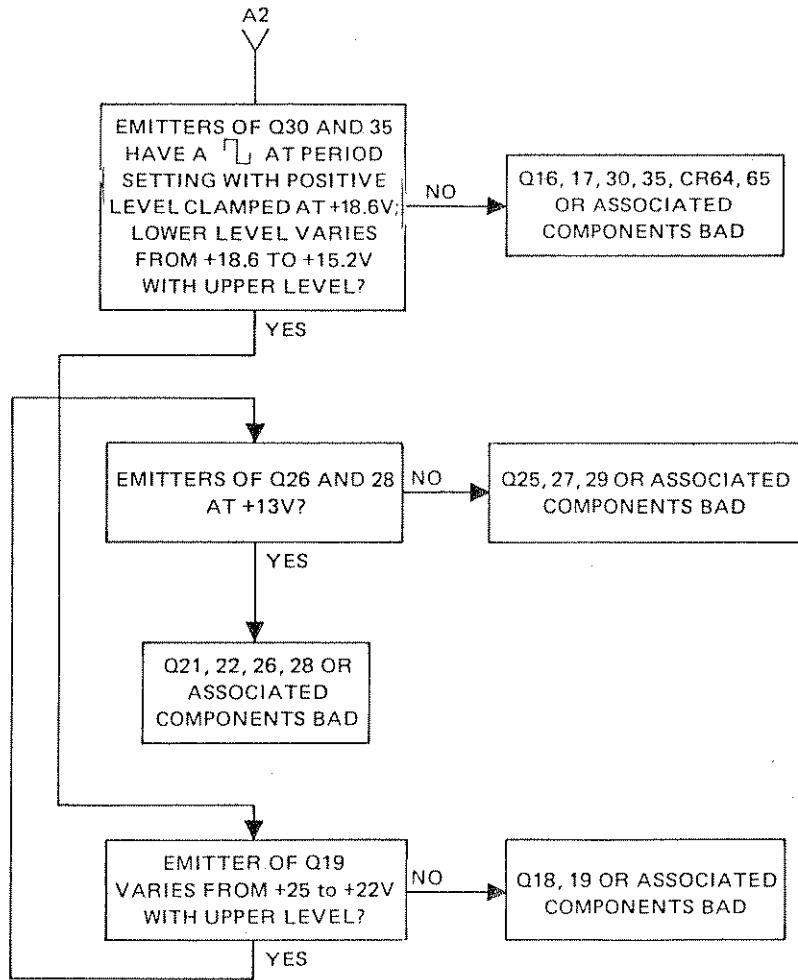 A2
EMITTERS OF Q30 AND 35
HAVE A AT PERIOD
SETTING WITH POSITIVE
LEVEL CLAMPED AT +18.6V;
LOWER LEVEL VARIES
FROM +18.6 TO +15.2V
WITH UPPER LEVEL?
NO
Q16, 17, 30, 35, CR64, 65
OR ASSOCIATED
COMPONENTS BAD
YES
EMITTERS OF Q26 AND 28
AT +13V?
NO
Q25, 27, 29 OR ASSOCIATED
COMPONENTS BAD
YES
Q21, 22, 26, 28 OR
ASSOCIATED
COMPONENTS BAD
EMITTER OF Q19
VARIES FROM +25 to +22V
WITH UPPER LEVEL?
NO
Q18, 19 OR ASSOCIATED
COMPONENTS BAD
YES